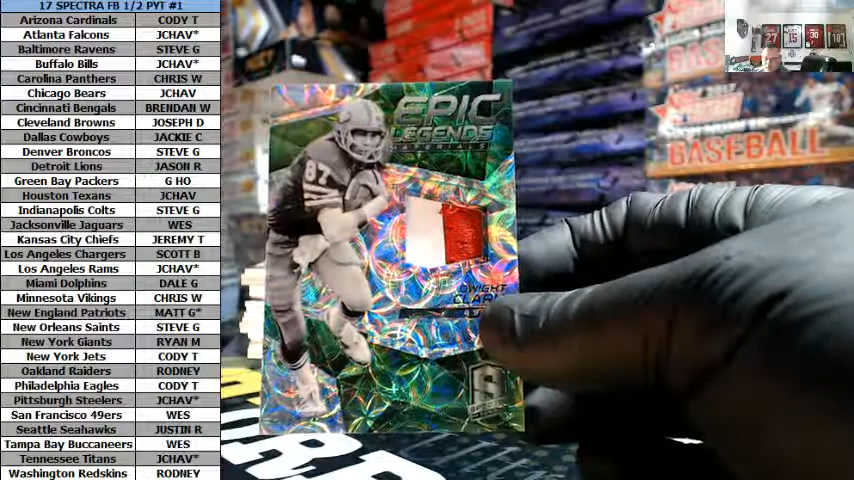 17 SPECTRA FB 1/2 PYT #1
Arizona Cardinals CODY T
Atlanta Falcons JCHAV*
Baltimore Ravens STEVE G
Buffalo Bills JCHAV*
Carolina Panthers CHRIS W
Chicago Bears JCHAV
Cincinnati Bengals BRENDAN W
Cleveland Browns JOSEPH D
Dallas Cowboys JACKIE C
Denver Broncos STEVE G
Detroit Lions JASON R
Green Bay Packers G HO
Houston Texans JCHAV
Indianapolis Colts STEVE G
Jacksonville Jaguars WES
Kansas City Chiefs JEREMY T
Los Angeles Chargers SCOTT B
Los Angeles Rams JCHAV*
Miami Dolphins DALE G
Minnesota Vikings CHRIS W
New England Patriots MATT G*
New Orleans Saints STEVE G
New York Giants RYAN M
New York Jets CODY T
Oakland Raiders RODNEY
Philadelphia Eagles CODY T
Pittsburgh Steelers JCHAV*
San Francisco 49ers WES
Seattle Seahawks JUSTIN R
Tampa Bay Buccaneers WES
Tennessee Titans JCHAV*
Washington Redskins RODNEY
EPIC
LEGENDS
MATERIALS
87
DWIGHT
BASEBALL
BASEBALL